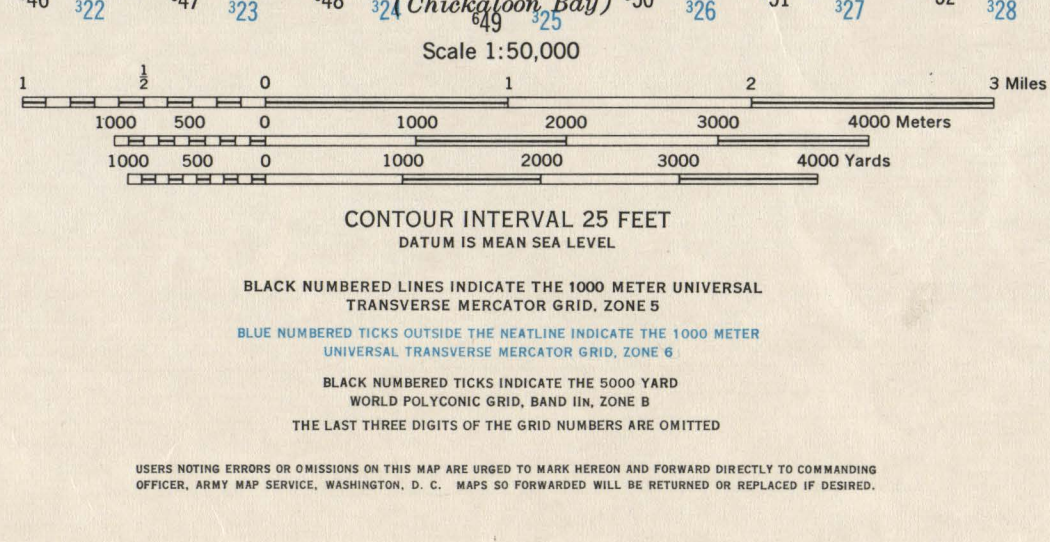 46 322 47 323 48 324 (Chickaloon Bay) 649 325 50 326 51 327 52 328
Scale 1:50,000
1 1/2 0 1 2 3 Miles
1000 500 0 1000 2000 3000 4000 Meters
1000 500 0 1000 2000 3000 4000 Yards
CONTOUR INTERVAL 25 FEET
DATUM IS MEAN SEA LEVEL
BLACK NUMBERED LINES INDICATE THE 1000 METER UNIVERSAL
TRANSVERSE MERCATOR GRID, ZONE 5
BLUE NUMBERED TICKS OUTSIDE THE NEATLINE INDICATE THE 1000 METER
UNIVERSAL TRANSVERSE MERCATOR GRID, ZONE 6
BLACK NUMBERED TICKS INDICATE THE 5000 YARD
WORLD POLYCONIC GRID, BAND IIN, ZONE B
THE LAST THREE DIGITS OF THE GRID NUMBERS ARE OMITTED
USERS NOTING ERRORS OR OMISSIONS ON THIS MAP ARE URGED TO MARK HEREON AND FORWARD DIRECTLY TO COMMANDING
OFFICER, ARMY MAP SERVICE, WASHINGTON, D. C. MAPS SO FORWARDED WILL BE RETURNED OR REPLACED IF DESIRED.